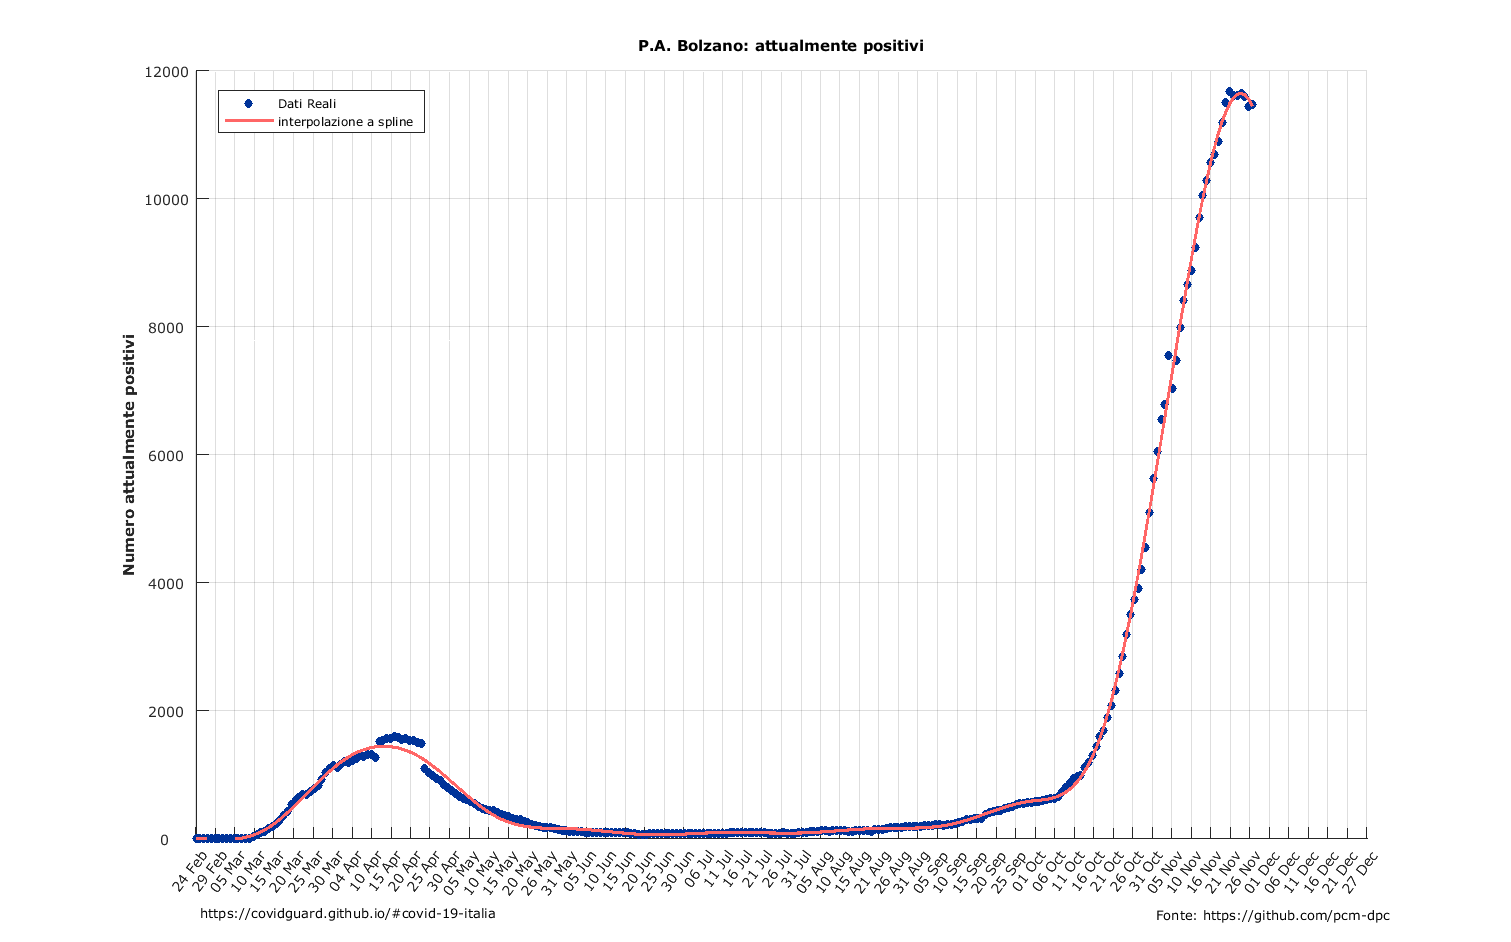 P.A. Bolzano: attualmente positivi
12000
10000
8000
6000
4000
2000
0
Numero attualmente positivi
Dati Reali
interpolazione a spline
24 Feb
29 Feb
05 Mar
10 Mar
15 Mar
20 Mar
25 Mar
30 Mar
04 Apr
10 Apr
15 Apr
20 Apr
25 Apr
30 Apr
05 May
10 May
15 May
20 May
26 May
31 May
05 Jun
10 Jun
15 Jun
20 Jun
25 Jun
30 Jun
06 Jul
11 Jul
16 Jul
21 Jul
26 Jul
31 Jul
05 Aug
10 Aug
15 Aug
21 Aug
26 Aug
31 Aug
05 Sep
10 Sep
15 Sep
20 Sep
25 Sep
01 Oct
06 Oct
11 Oct
16 Oct
21 Oct
26 Oct
31 Oct
05 Nov
10 Nov
16 Nov
21 Nov
26 Nov
01 Dec
06 Dec
11 Dec
16 Dec
21 Dec
27 Dec
https://covidguard.github.io/#covid-19-italia
Fonte: https://github.com/pcm-dpc